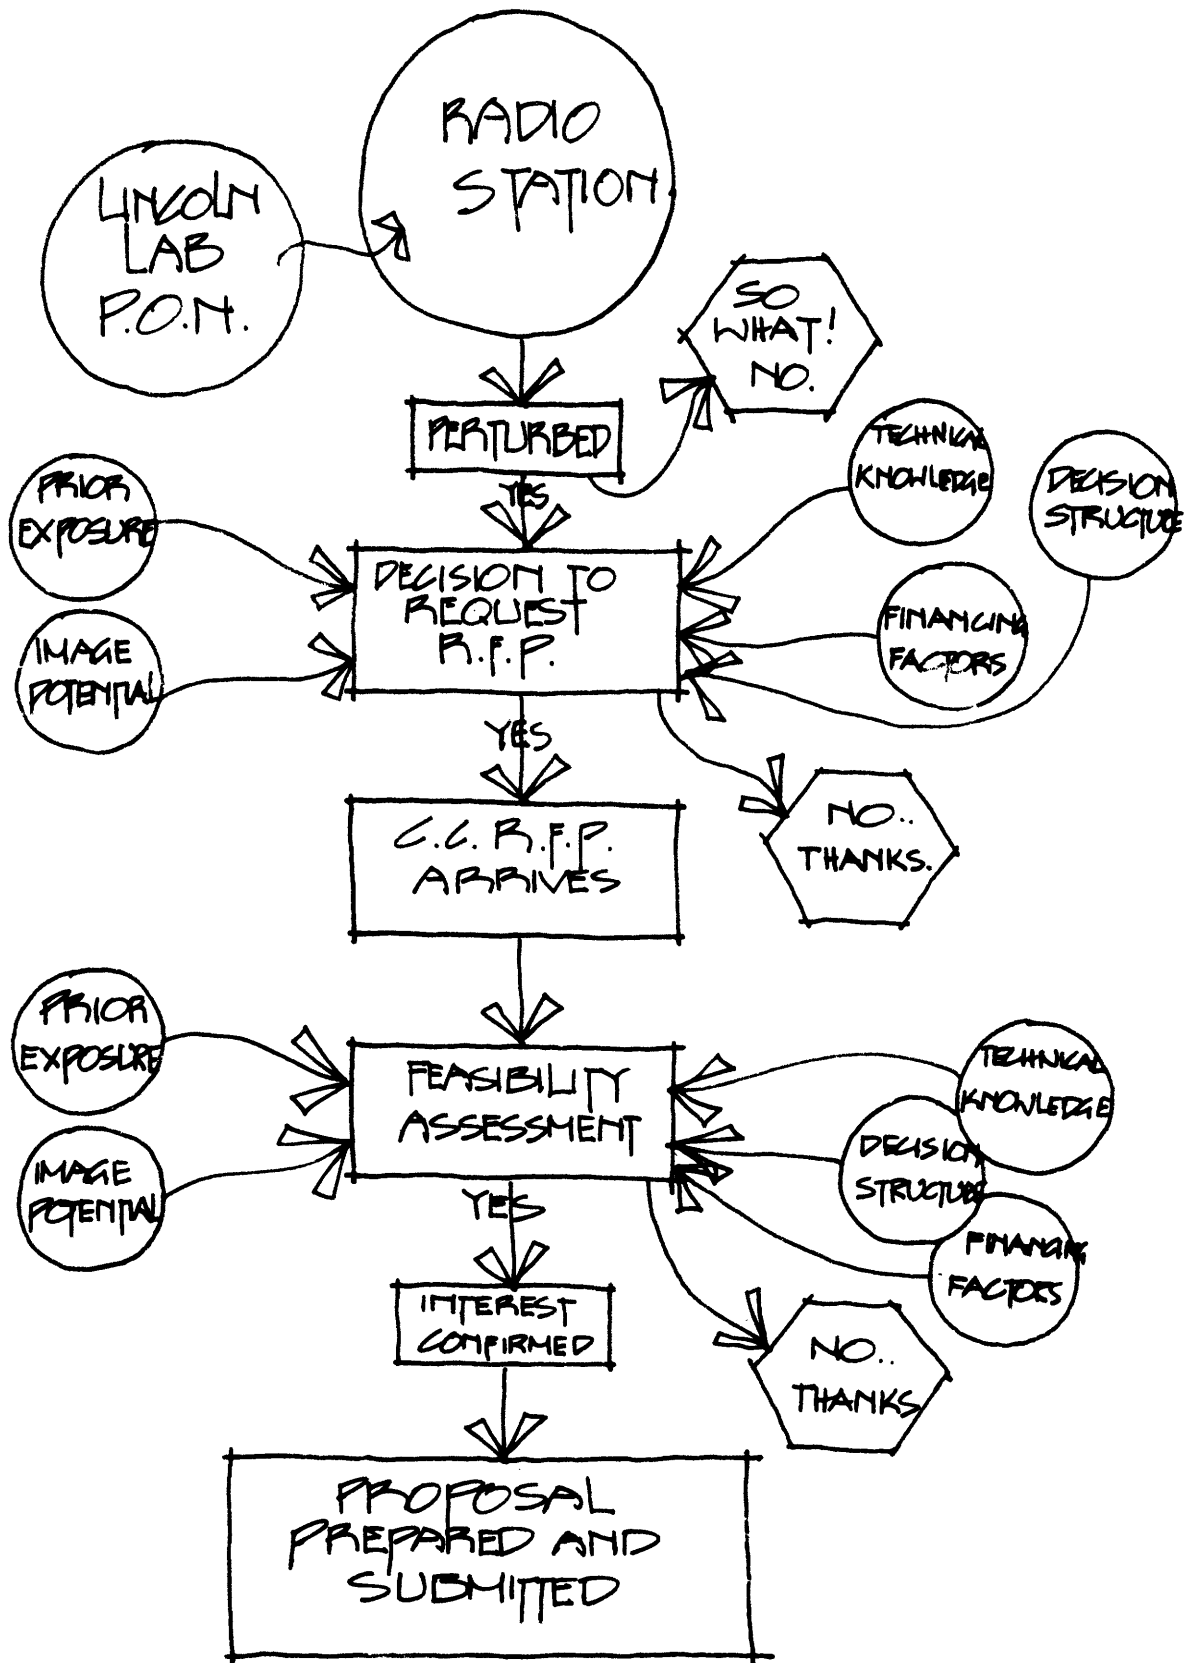 RADIO
STATION
LINCOLN
LAB
P.O.N.
SO
WHAT!
NO.
PERTURBED
YES
TECHNICAL
KNOWLEDGE
DECISION
STRUCTURE
PRIOR
EXPOSURE
DECISION TO
REQUEST
R.F.P.
FINANCING
FACTORS
IMAGE
POTENTIAL
YES
NO..
THANKS.
C.C. R.F.P.
ARRIVES
PRIOR
EXPOSURE
FEASIBILITY
ASSESSMENT
TECHNICAL
KNOWLEDGE
DECISION
STRUCTURE
IMAGE
POTENTIAL
YES
FINANCING
FACTORS
INTEREST
CONFIRMED
NO..
THANKS
PROPOSAL
PREPARED AND
SUBMITTED